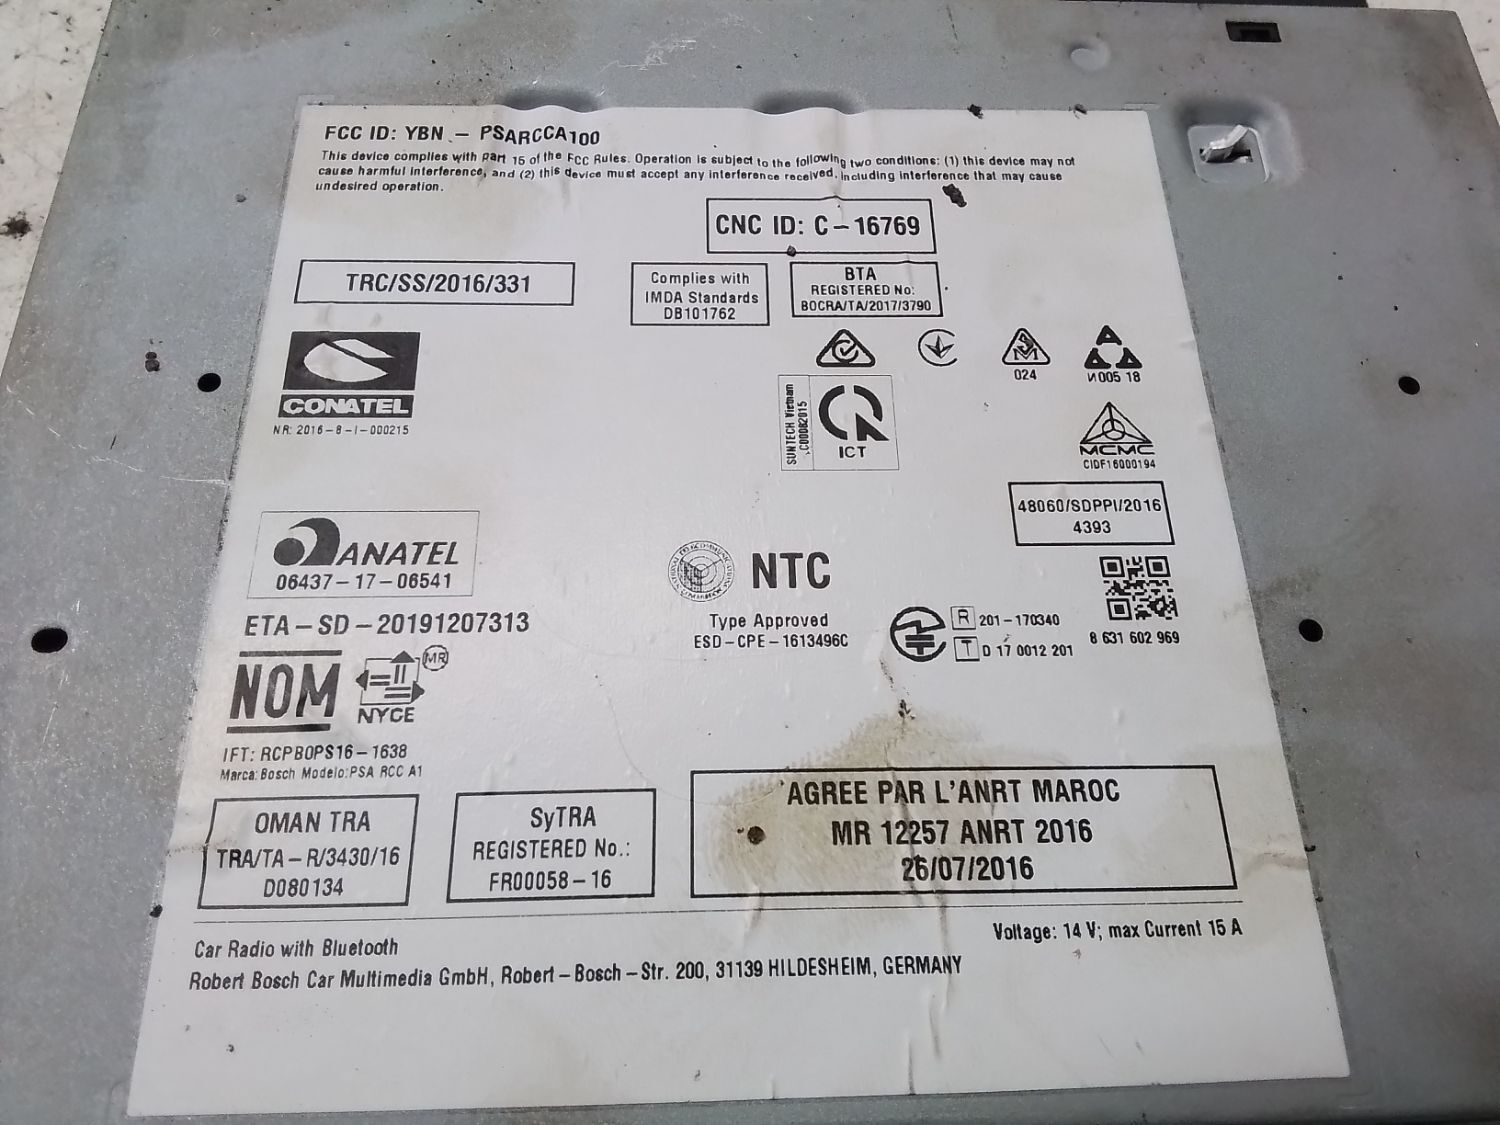 FCC ID: YBN - PSARCCA100
This device complies with part 15 of the FCC Rules. Operation is subject to the following two conditions: (1) this device may not
cause harmful interference, and (2) this device must accept any interference received, including interference that may cause
undesired operation.
CNC ID: C-16769
TRC/SS/2016/331
Complies with
IMDA Standards
DB101762
BTA
REGISTERED No:
BOCRA/TA/2017/3790
CONATEL
NR: 2016-8-I-000215
024
И005 18
SUNTECH Vietnam
C00082015
ICT
MCMC
CIDF16000194
48060/SDPPI/2016
4393
ANATEL
06437-17-06541
NTC
Type Approved
ESD-CPE-1613496C
R 201-170340
T D 17 0012 201
8 631 602 969
ETA-SD-20191207313
NOM
MR
NYCE
IFT: RCPBOPS16-1638
Marca: Bosch Modelo:PSA RCC A1
OMAN TRA
TRA/TA-R/3430/16
D080134
SyTRA
REGISTERED No.:
FR00058-16
AGREE PAR L'ANRT MAROC
MR 12257 ANRT 2016
26/07/2016
Voltage: 14 V; max Current 15 A
Car Radio with Bluetooth
Robert Bosch Car Multimedia GmbH, Robert-Bosch-Str. 200, 31139 HILDESHEIM, GERMANY